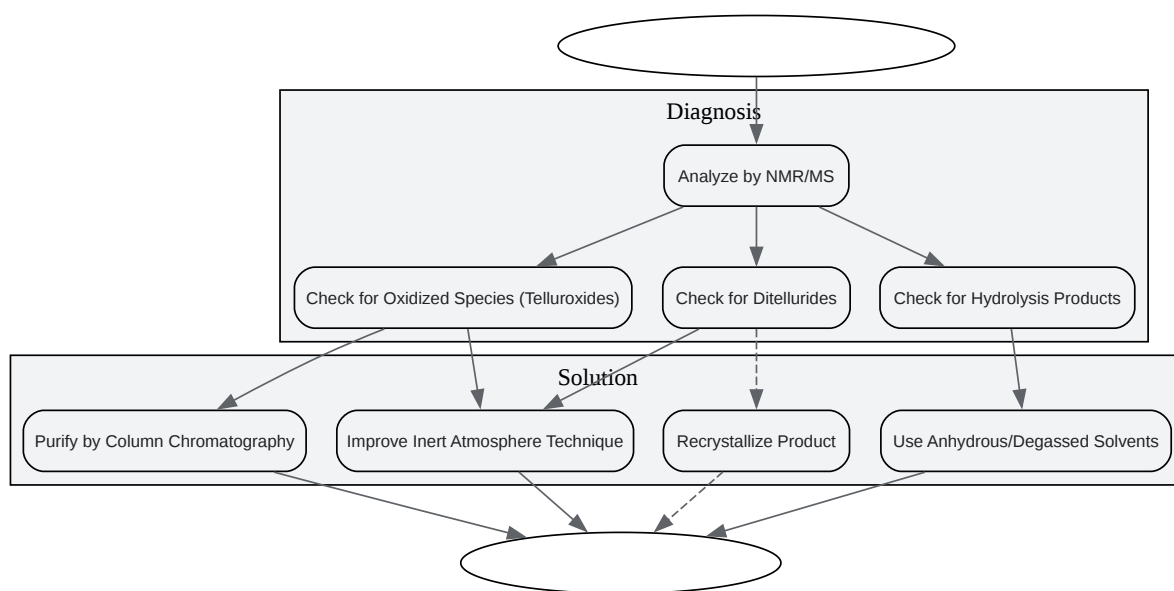 Diagnosis
Analyze by NMR/MS
Check for Oxidized Species (Telluroxides)
Check for Ditellurides
Check for Hydrolysis Products
Solution
Purify by Column Chromatography
Improve Inert Atmosphere Technique
Recrystallize Product
Use Anhydrous/Degassed Solvents